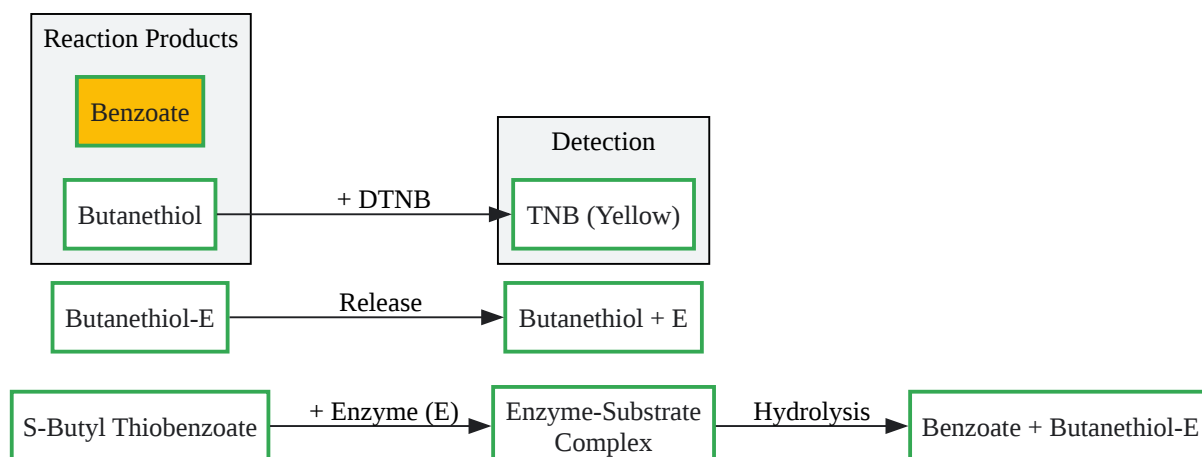 Reaction Products
Benzoate
Detection
Butanethiol
+ DTNB
TNB (Yellow)
Butanethiol-E
Release
Butanethiol + E
S-Butyl Thiobenzoate
+ Enzyme (E)
Enzyme-Substrate
Complex
Hydrolysis
Benzoate + Butanethiol-E